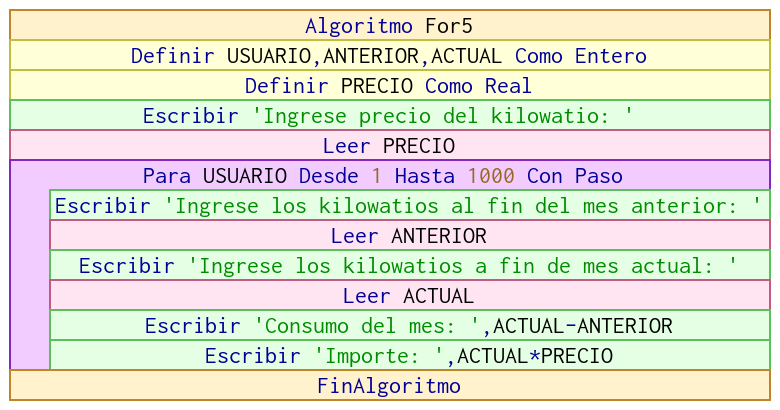 Algoritmo For5
Definir USUARIO,ANTERIOR,ACTUAL Como Entero
Definir PRECIO Como Real
Escribir 'Ingrese precio del kilowatio: '
Leer PRECIO
Para USUARIO Desde 1 Hasta 1000 Con Paso
Escribir 'Ingrese los kilowatios al fin del mes anterior: '
Leer ANTERIOR
Escribir 'Ingrese los kilowatios a fin de mes actual: '
Leer ACTUAL
Escribir 'Consumo del mes: ',ACTUAL-ANTERIOR
Escribir 'Importe: ',ACTUAL*PRECIO
FinAlgoritmo